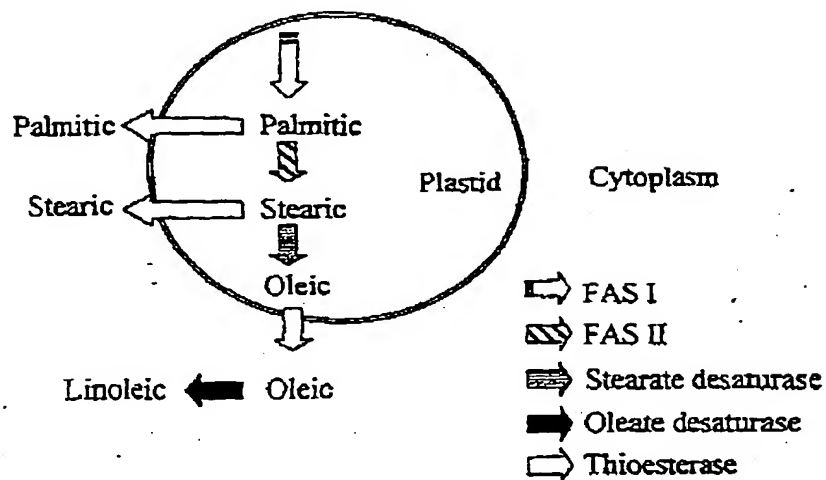 Palmitic Palmitic
Plastid Cytoplasm
Stearic Stearic
Oleic
FAS I
FAS II
Linoleic Oleic
Stearate desaturase
Oleate desaturase
Thioesterase